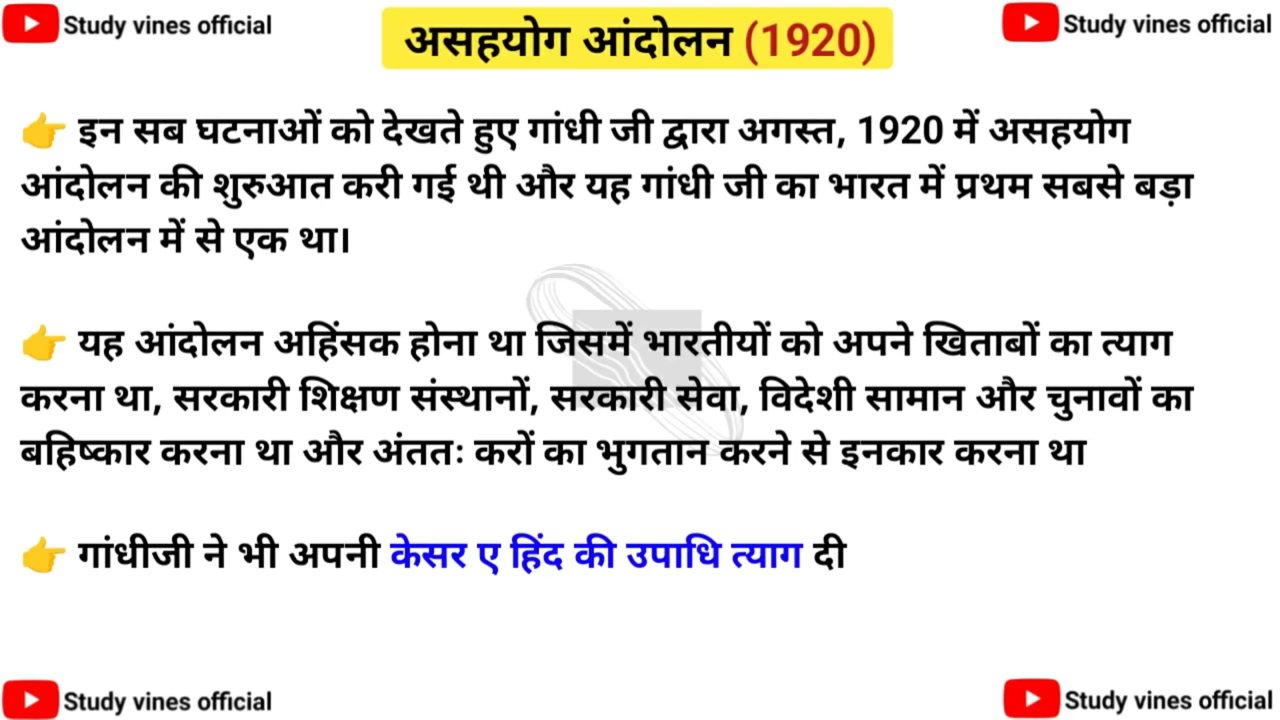 Study vines official
असहयोग आंदोलन (1920)
Study vines official
👉 इन सब घटनाओं को देखते हुए गांधी जी द्वारा अगस्त, 1920 में असहयोग
आंदोलन की शुरुआत करी गई थी और यह गांधी जी का भारत में प्रथम सबसे बड़ा
आंदोलन में से एक था।
👉 यह आंदोलन अहिंसक होना था जिसमें भारतीयों को अपने खिताबों का त्याग
करना था, सरकारी शिक्षण संस्थानों, सरकारी सेवा, विदेशी सामान और चुनावों का
बहिष्कार करना था और अंततः करों का भुगतान करने से इनकार करना था
👉 गांधीजी ने भी अपनी केसर ए हिंद की उपाधि त्याग दी
Study vines official
Study vines official